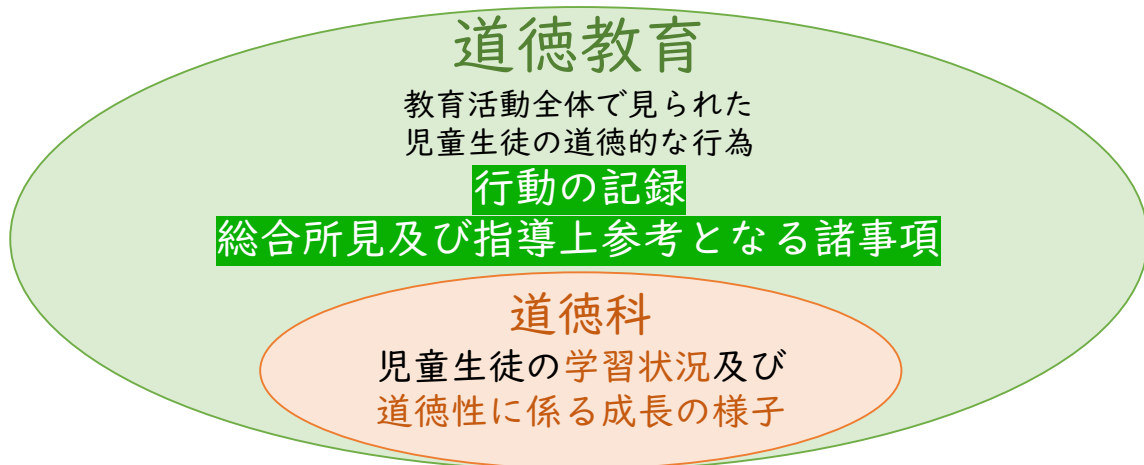 道徳教育
教育活動全体で見られた
児童生徒の道徳的な行為
行動の記録
総合所見及び指導上参考となる諸事項
道徳科
児童生徒の学習状況及び
道徳性に係る成長の様子